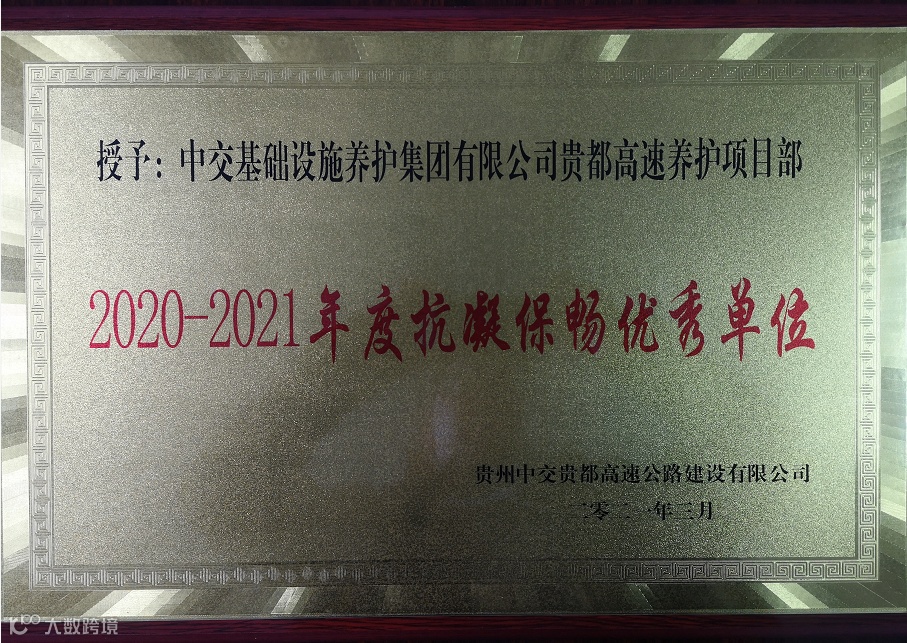 授予：中交基础设施养护集团有限公司贵都高速养护项目部
2020-2021年度抗凝保畅优秀单位
贵州中交贵都高速公路建设有限公司
二零二一年三月
大数跨境